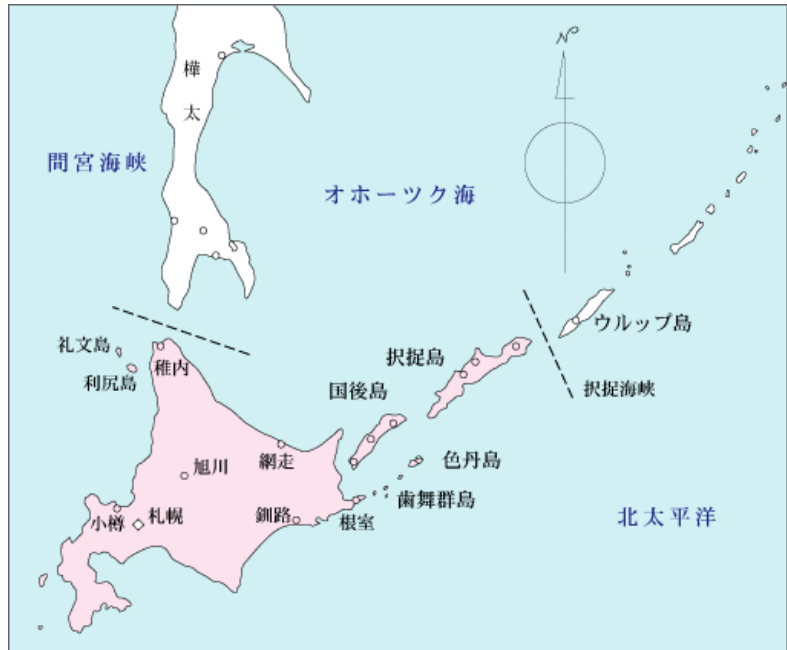 N
樺太
間宮海峡
オホーツク海
ウルップ島
礼文島
択捉島
稚内
利尻島
択捉海峡
国後島
網走
色丹島
旭川
歯舞群島
小樽
札幌
釧路
根室
北太平洋